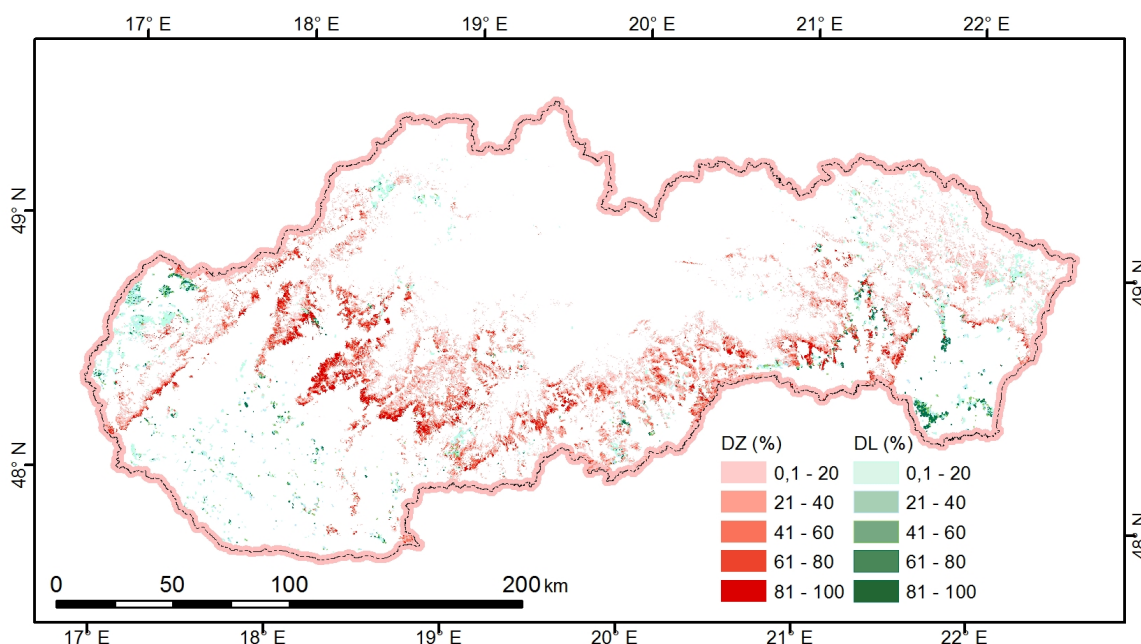 17° E 18° E 19° E 20° E 21° E 22° E
49° N
49° N
48° N
48° N
DZ (%) DL (%)
0,1 - 20 0,1 - 20
21 - 40 21 - 40
41 - 60 41 - 60
61 - 80 61 - 80
81 - 100 81 - 100
0 50 100 200 km
17° E 18° E 19° E 20° E 21° E 22° E